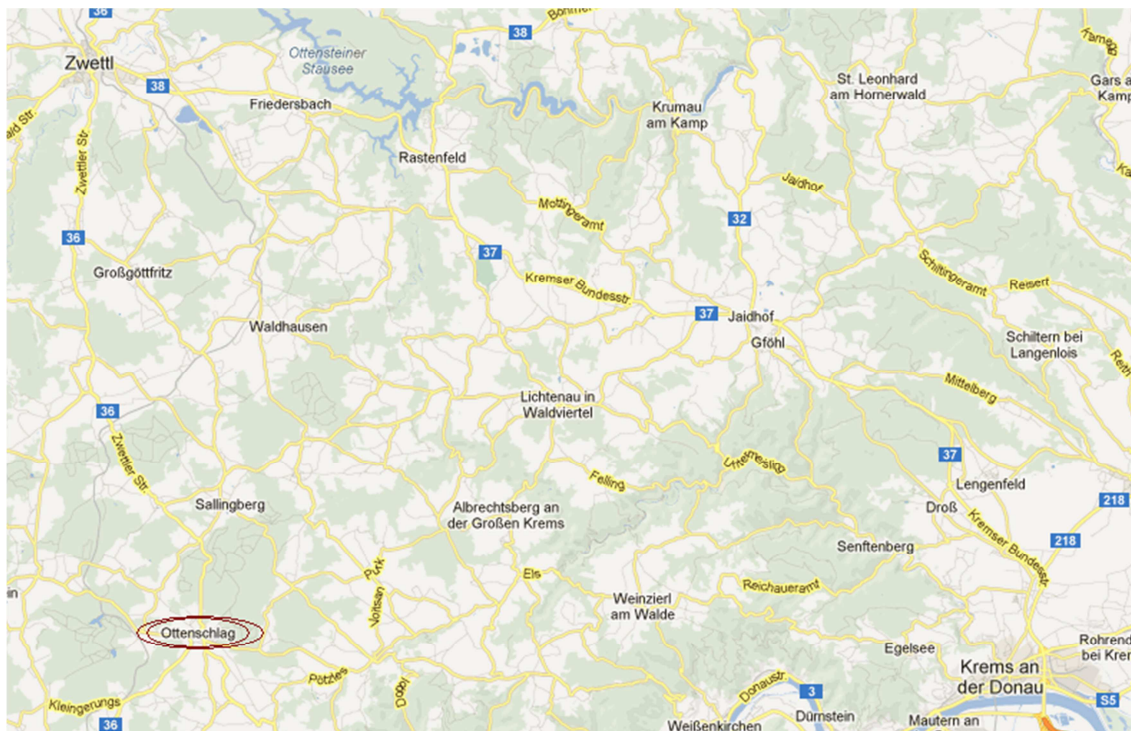 36
Zwettl
38
Ottensteiner
Stausee
38
Friedersbach
Krumau
am Kamp
St. Leonhard
am Hornerwald
Gars a
Kamp
Zwettler Str.
Rastenfeld
Jaidhof
Mottingeramt
32
36
37
Großgöttfritz
Kremser Bundesstr.
Schiltingeramt
Reisert
Waldhausen
37
Jaidhof
Gföhl
Schiltern bei
Langenlois
Reith
Mittelberg
Lichtenau in
Waldviertel
36
Zwettler Str.
Felling
37
Lengenfeld
218
Sallingberg
Albrechtsberg an
der Großen Krems
Droß
Kremser Bundesstr.
218
Senftenberg
Els
Reichaueramt
Weinzierl
am Walde
Ottenschlag
Egelsee
Rohrend
bei Krem
Pötzles
Krems an
der Donau
Kleingerungs
Donaustr.
3
S5
36
Weißenkirchen
Dürnstein
Mautern an